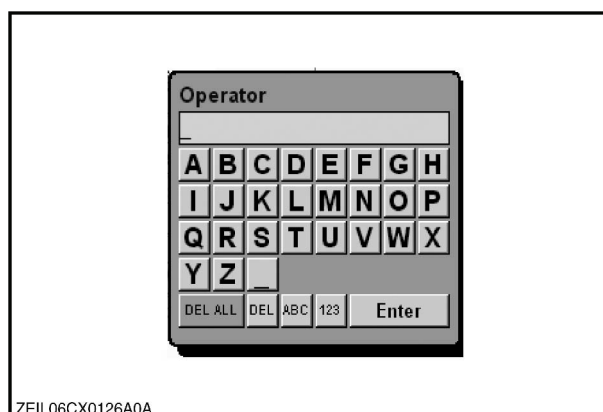 Operator
_
A B C D E F G H
I J K L M N O P
Q R S T U V W X
Y Z _
DEL ALL DEL ABC 123 Enter
ZEIL06CX0126A0A